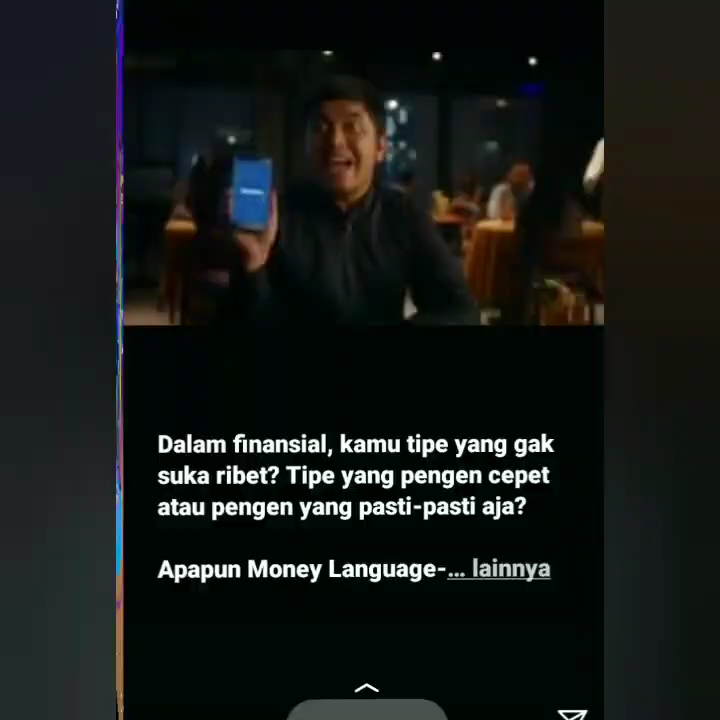 Dalam finansial, kamu tipe yang gak
suka ribet? Tipe yang pengen cepet
atau pengen yang pasti-pasti aja?
Apapun Money Language-... lainnya